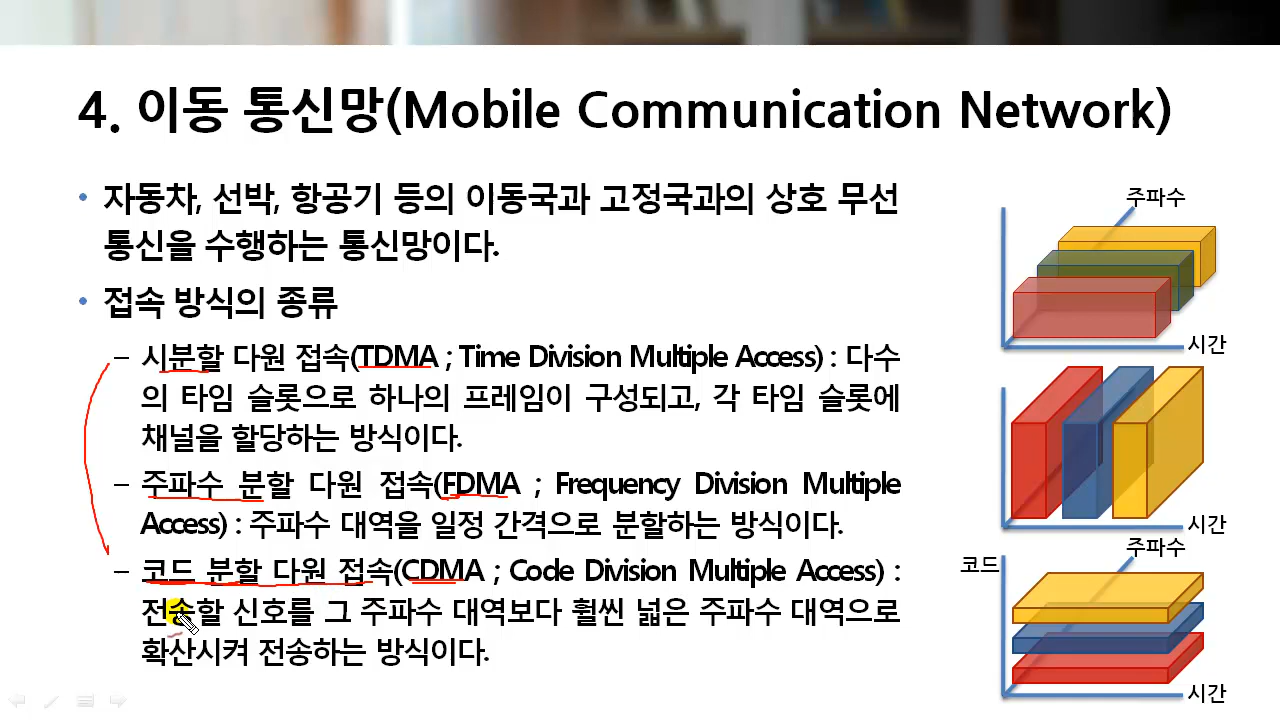 4. 이동 통신망(Mobile Communication Network)
• 자동차, 선박, 항공기 등의 이동국과 고정국과의 상호 무선
통신을 수행하는 통신망이다.
• 접속 방식의 종류
– 시분할 다원 접속(TDMA ; Time Division Multiple Access) : 다수
의 타임 슬롯으로 하나의 프레임이 구성되고, 각 타임 슬롯에
채널을 할당하는 방식이다.
– 주파수 분할 다원 접속(FDMA ; Frequency Division Multiple
Access) : 주파수 대역을 일정 간격으로 분할하는 방식이다.
– 코드 분할 다원 접속(CDMA ; Code Division Multiple Access) :
전송할 신호를 그 주파수 대역보다 훨씬 넓은 주파수 대역으로
확산시켜 전송하는 방식이다.
주파수
시간
시간
주파수
코드
시간